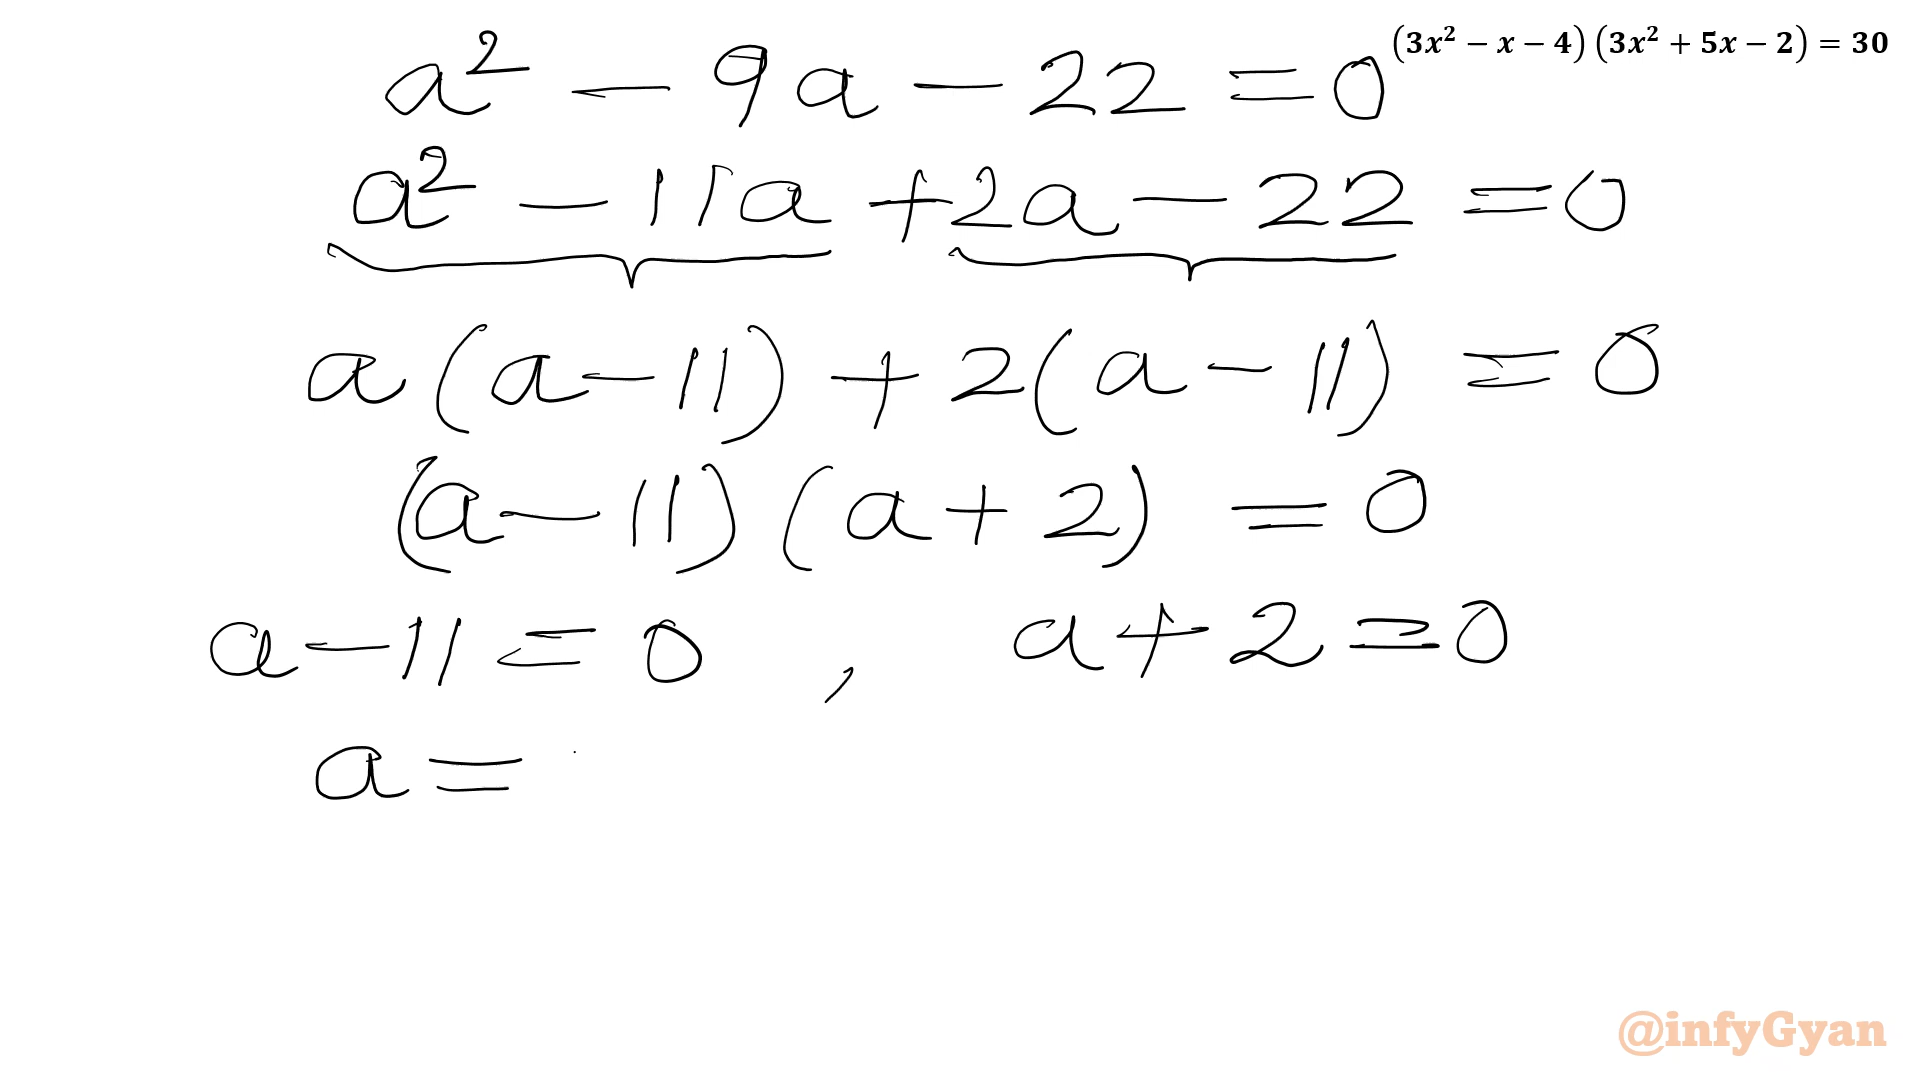 (3x² − x − 4)(3x² + 5x − 2) = 30
a² − 9a − 22 = 0
a² − 11a + 2a − 22 = 0
a(a − 11) + 2(a − 11) = 0
(a − 11)(a + 2) = 0
a − 11 = 0 , a + 2 = 0
a =
@infyGyan